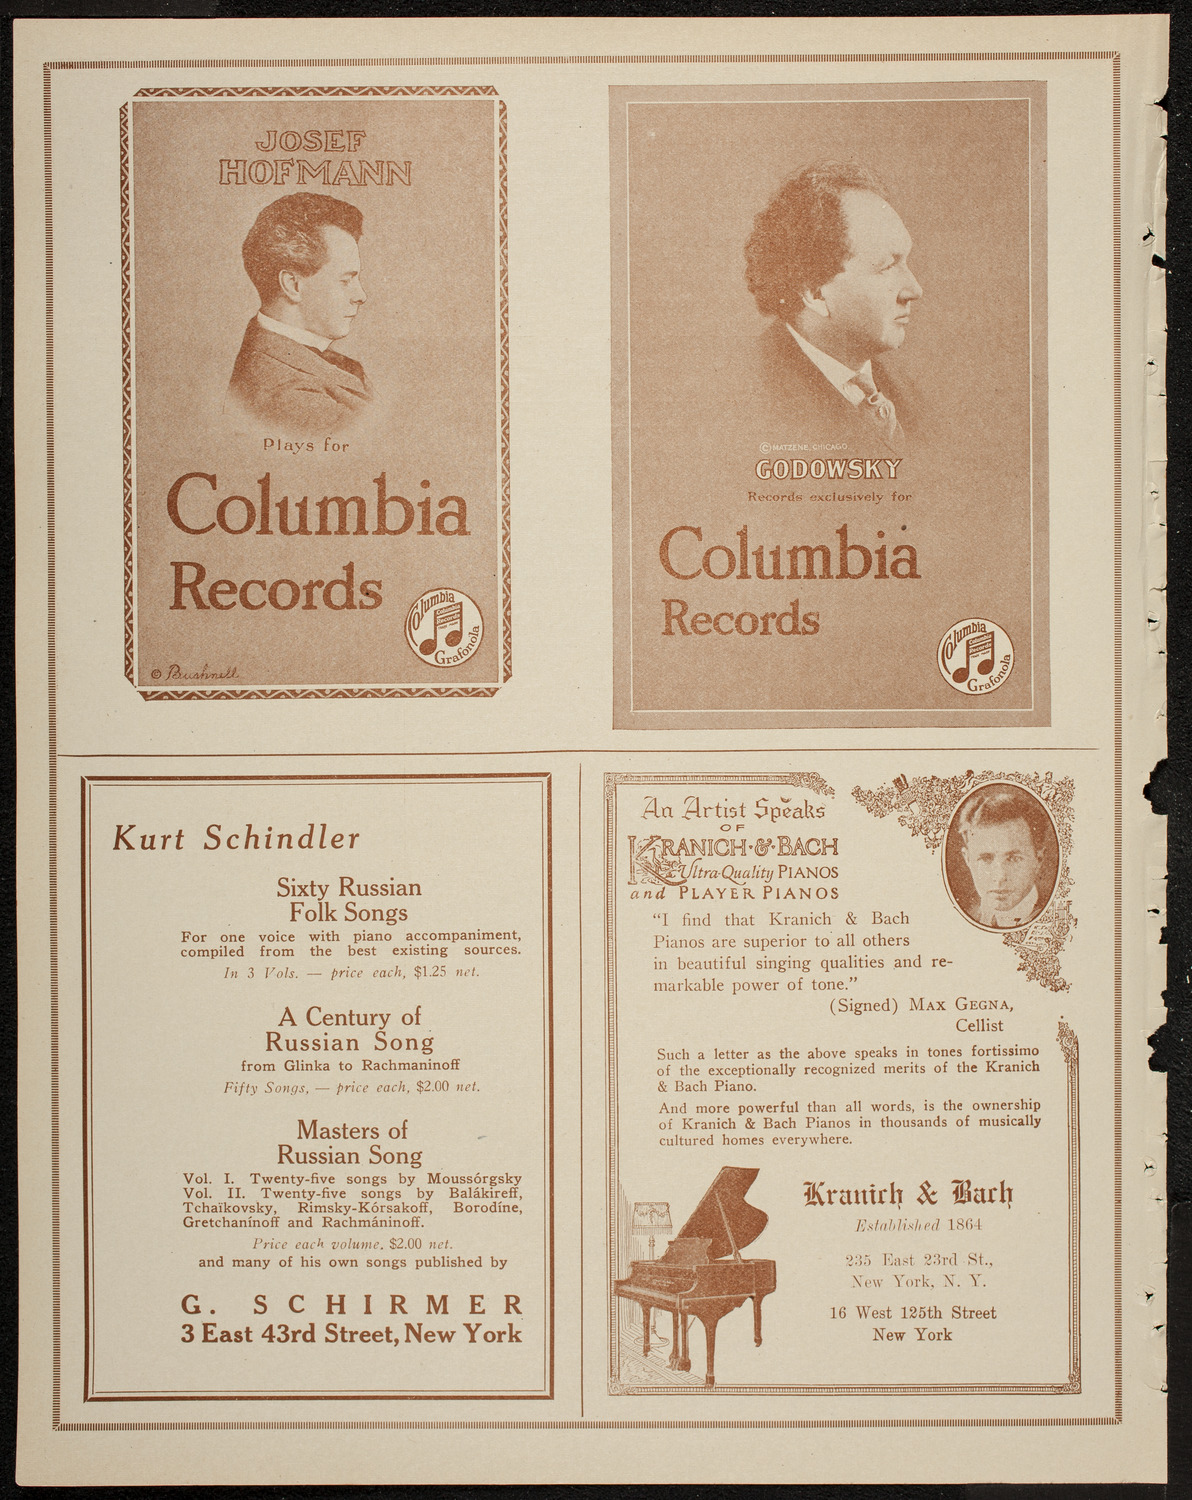 JOSEF
HOFMANN
Plays for
Columbia
Records
Columbia
Columbia
Records
Grafonola
© Bushnell
© MATZENE, CHICAGO
GODOWSKY
Records exclusively for
Columbia
Records
Columbia
Columbia
Records
Grafonola
Kurt Schindler
Sixty Russian
Folk Songs
For one voice with piano accompaniment,
compiled from the best existing sources.
In 3 Vols. — price each, $1.25 net.
A Century of
Russian Song
from Glinka to Rachmaninoff
Fifty Songs, — price each, $2.00 net.
Masters of
Russian Song
Vol. I. Twenty-five songs by Moussórgsky
Vol. II. Twenty-five songs by Balákireff,
Tchaïkovsky, Rimsky-Kórsakoff, Borodíne,
Gretchanínoff and Rachmáninoff.
Price each volume, $2.00 net.
and many of his own songs published by
G. SCHIRMER
3 East 43rd Street, New York
An Artist Speaks
OF
KRANICH·&·BACH
Ultra-Quality PIANOS
and PLAYER PIANOS
“I find that Kranich & Bach
Pianos are superior to all others
in beautiful singing qualities and re-
markable power of tone.”
(Signed) MAX GEGNA,
Cellist
Such a letter as the above speaks in tones fortissimo
of the exceptionally recognized merits of the Kranich
& Bach Piano.
And more powerful than all words, is the ownership
of Kranich & Bach Pianos in thousands of musically
cultured homes everywhere.
Kranich & Bach
Established 1864
235 East 23rd St.,
New York, N. Y.
16 West 125th Street
New York